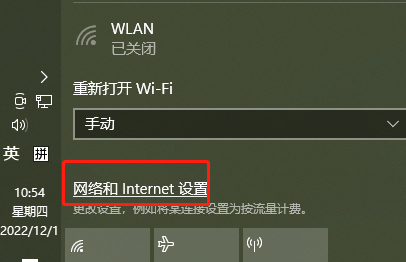 WLAN
已关闭
重新打开 Wi-Fi
手动
英 拼
网络和 Internet 设置
10:54
星期四
更改设置，例如将某连接设置为按流量计费。
2022/12/1